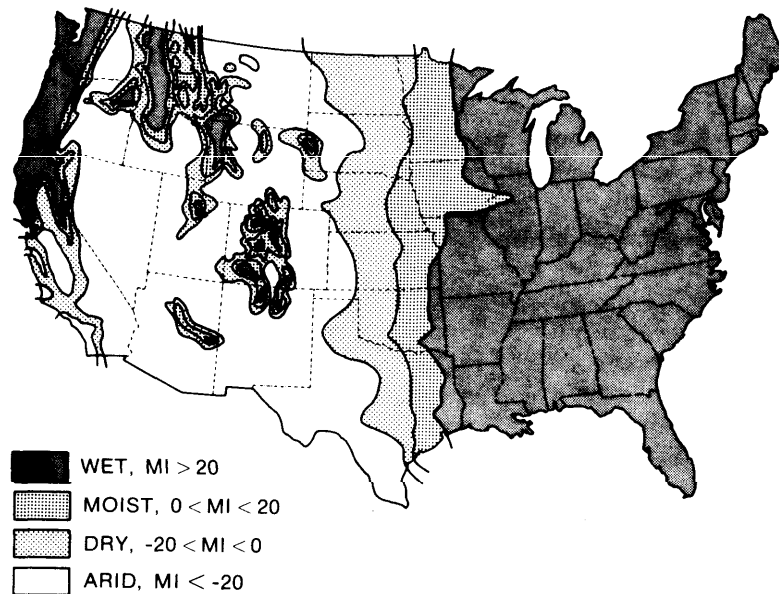 WET, MI > 20
MOIST, 0 < MI < 20
DRY, -20 < MI < 0
ARID, MI < -20